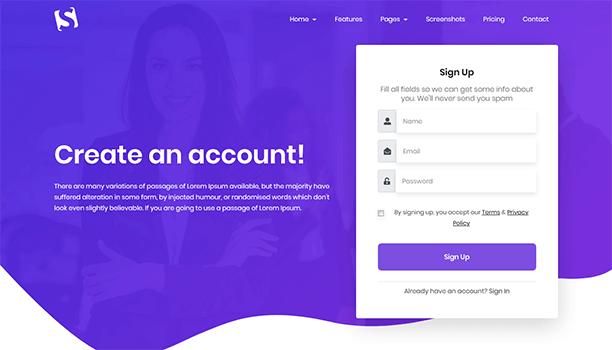 S
Home Features Pages Screenshots Pricing Contact
Sign Up
Fill all fields so we can get some info about
you. We'll never send you spam
Name
Email
Password
By signing up, you accept our Terms & Privacy
Policy
Sign Up
Already have an account? Sign In
Create an account!
There are many variations of passages of Lorem Ipsum available, but the majority have
suffered alteration in some form, by injected humour, or randomised words which don't
look even slightly believable. If you are going to use a passage of Lorem Ipsum.